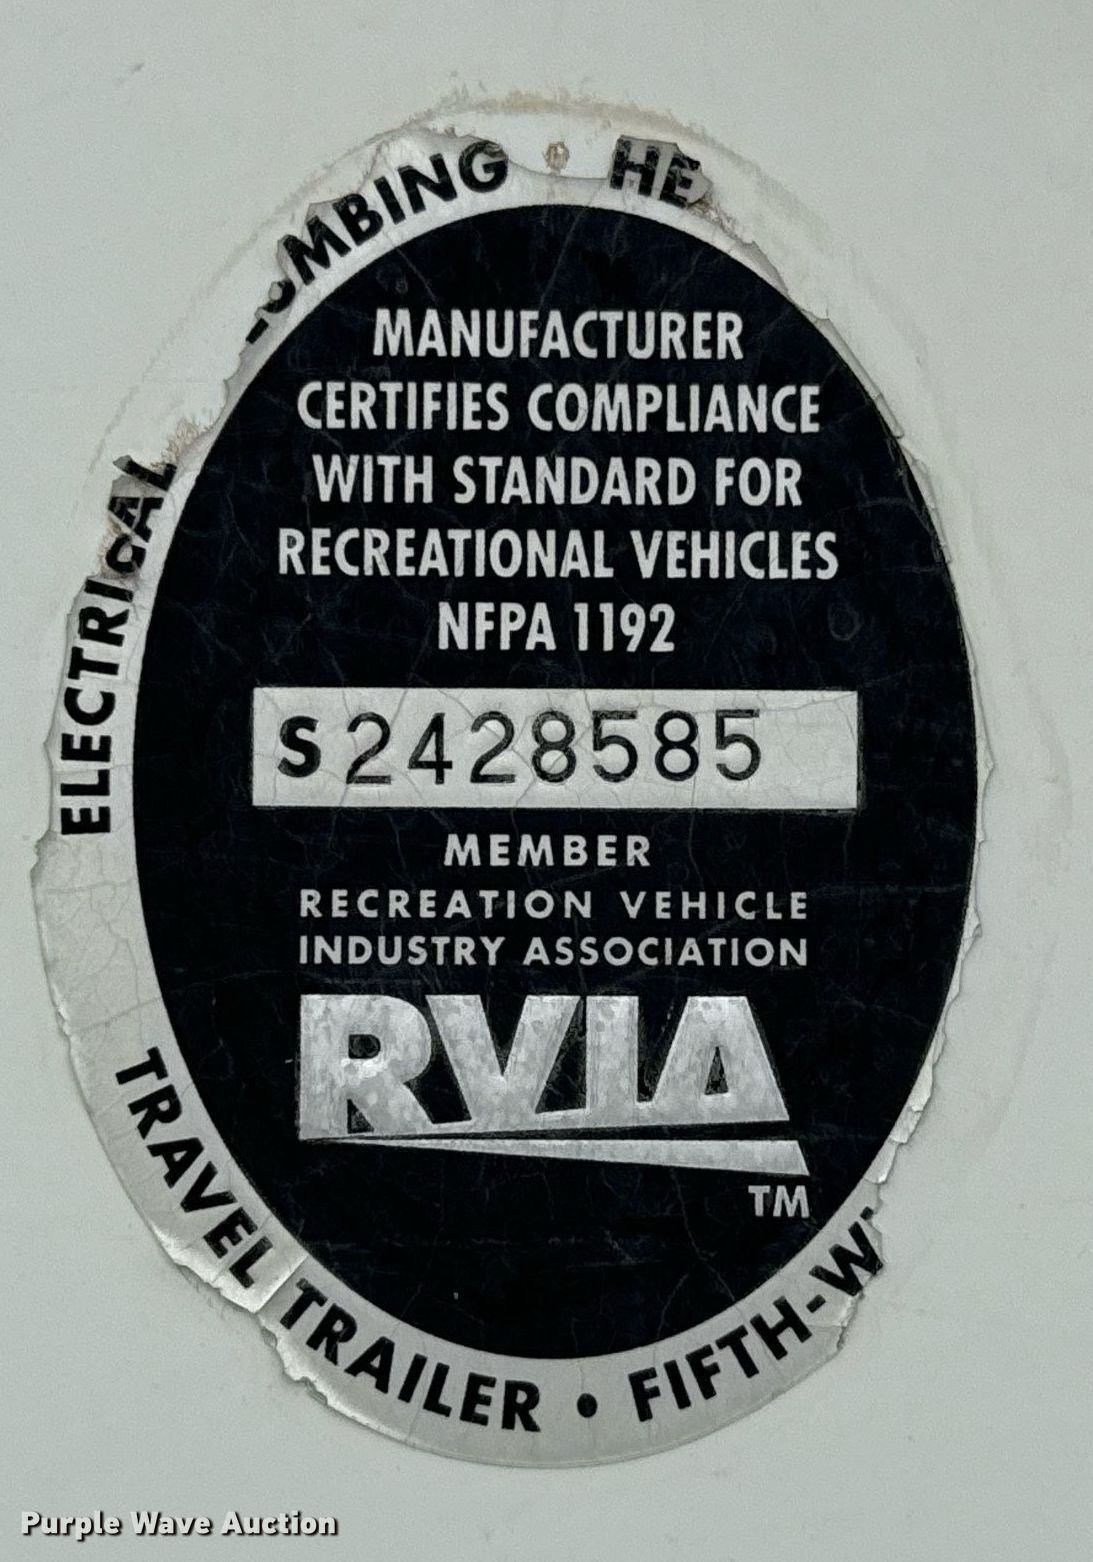 ELECTRICAL
UMBING
HE
MANUFACTURER
CERTIFIES COMPLIANCE
WITH STANDARD FOR
RECREATIONAL VEHICLES
NFPA 1192
S 2428585
MEMBER
RECREATION VEHICLE
INDUSTRY ASSOCIATION
RVIA
TM
TRAVEL TRAILER • FIFTH-W
Purple Wave Auction